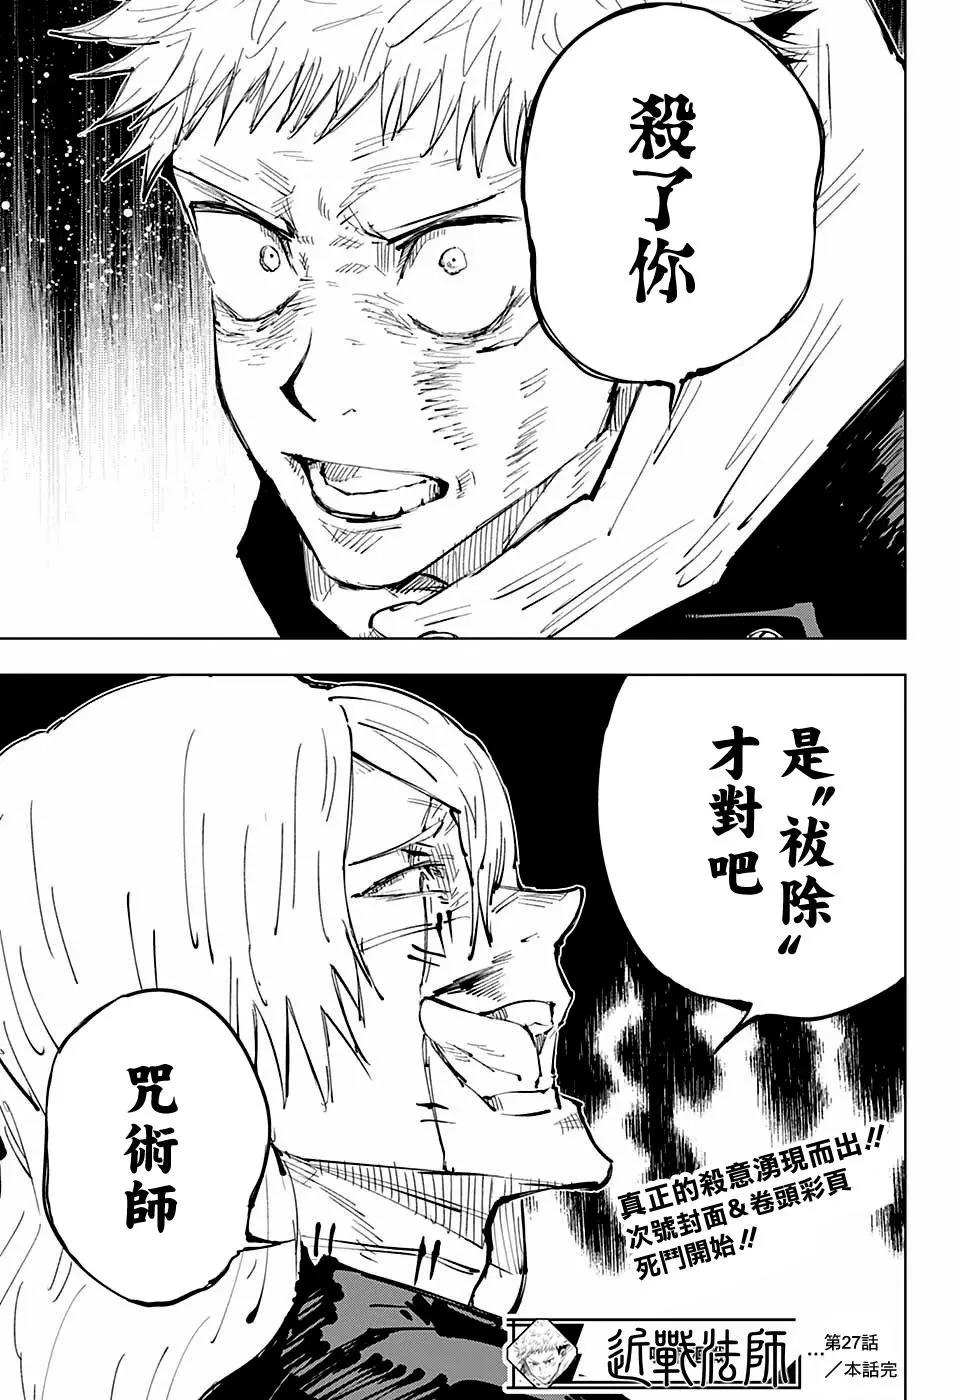 殺了你
是〝祓除〞
才對吧
咒術師
真正的殺意湧現而出!!
次號封面&卷頭彩頁
死鬥開始!!
近戰法師
…第27話
／本話完